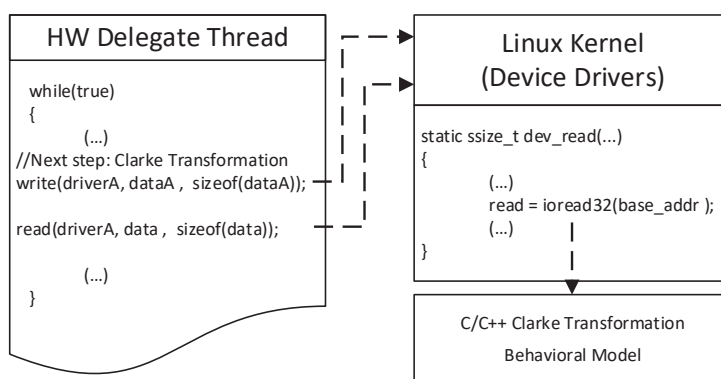 HW Delegate Thread
while(true)
{
(...)
//Next step: Clarke Transformation
write(driverA, dataA , sizeof(dataA));
read(driverA, data , sizeof(data));
(...)
}
Linux Kernel
(Device Drivers)
static ssize_t dev_read(...)
{
(...)
read = ioread32(base_addr );
(...)
}
C/C++ Clarke Transformation
Behavioral Model